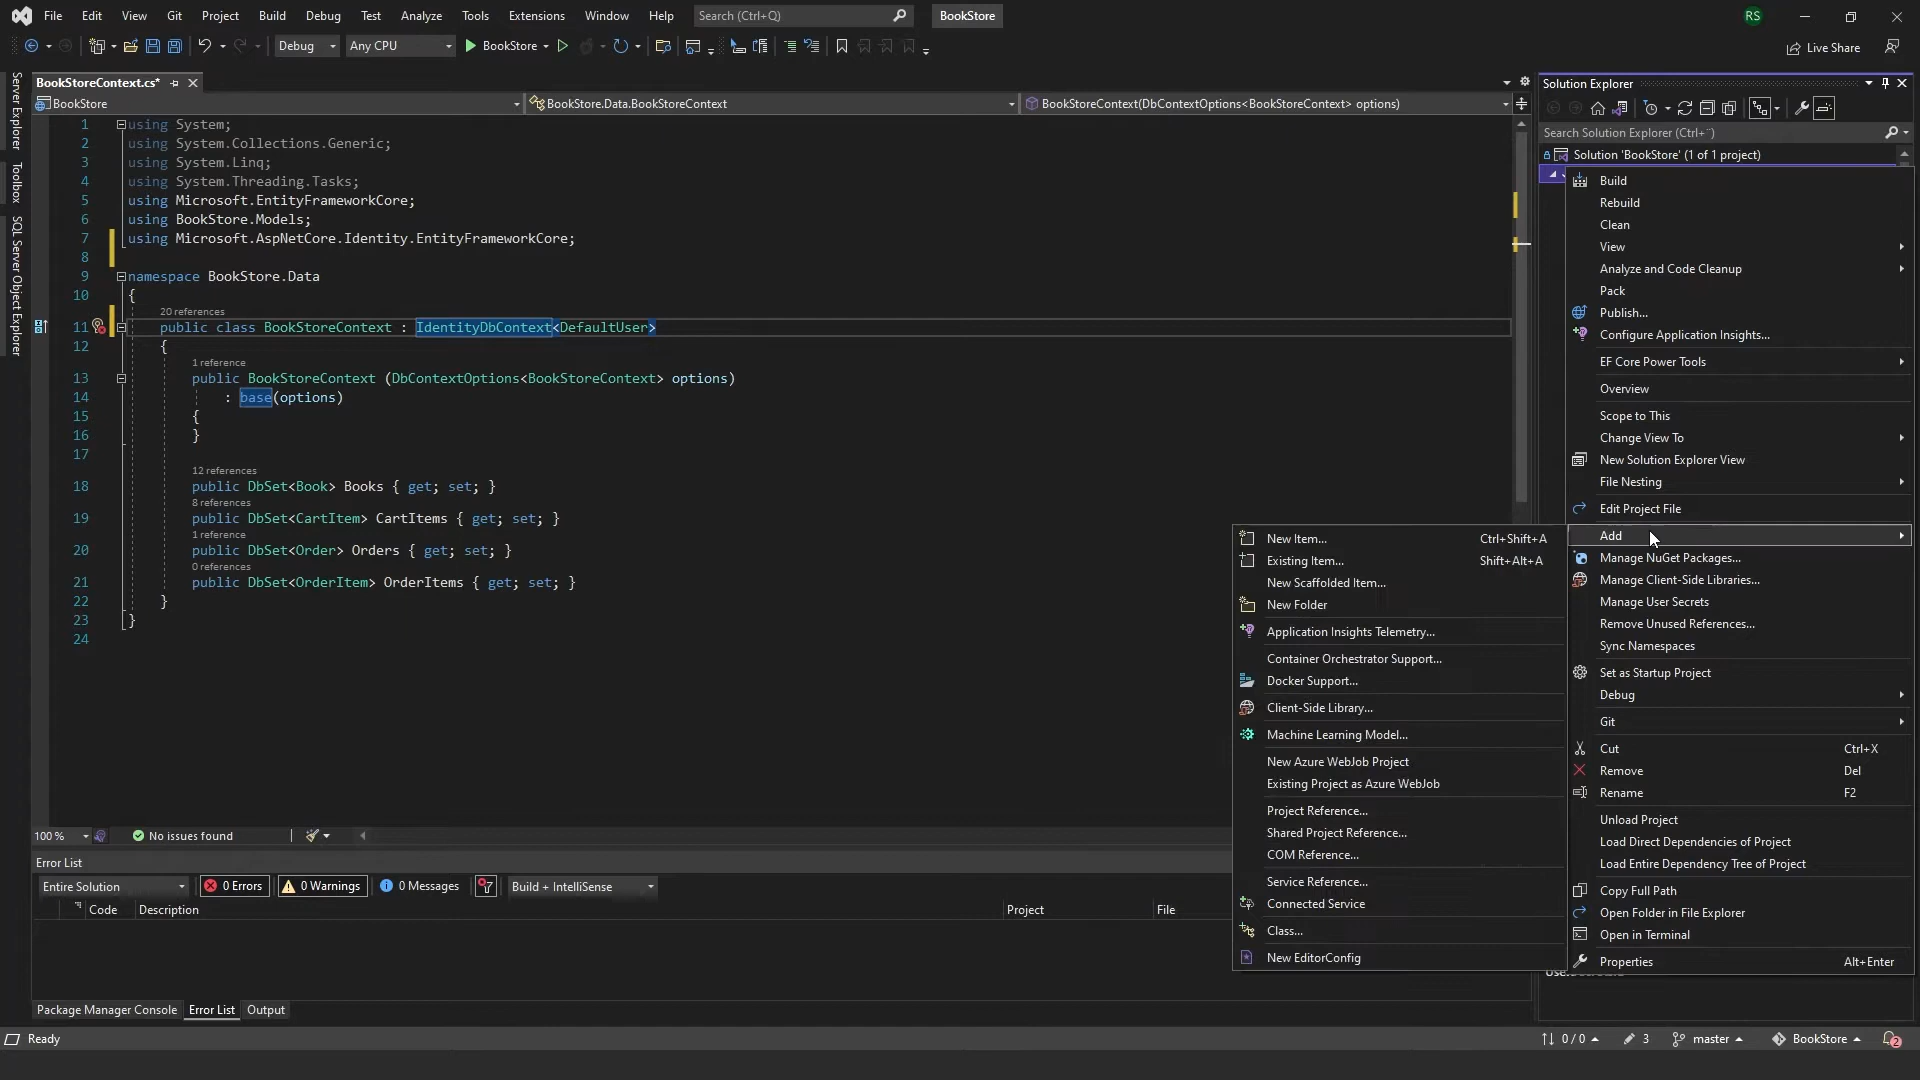 File Edit View Git Project Build Debug Test Analyze Tools Extensions Window Help Search (Ctrl+Q) BookStore RS
Debug Any CPU BookStore Live Share
Server Explorer
Toolbox
SQL Server Object Explorer
BookStoreContext.cs*
BookStore BookStore.Data.BookStoreContext BookStoreContext(DbContextOptions<BookStoreContext> options)
1 using System;
2 using System.Collections.Generic;
3 using System.Linq;
4 using System.Threading.Tasks;
5 using Microsoft.EntityFrameworkCore;
6 using BookStore.Models;
7 using Microsoft.AspNetCore.Identity.EntityFrameworkCore;
8
9 namespace BookStore.Data
10 {
20 references
11 public class BookStoreContext : IdentityDbContext<DefaultUser>
12 {
1 reference
13 public BookStoreContext (DbContextOptions<BookStoreContext> options)
14 : base(options)
15 {
16 }
17
12 references
18 public DbSet<Book> Books { get; set; }
8 references
19 public DbSet<CartItem> CartItems { get; set; }
1 reference
20 public DbSet<Order> Orders { get; set; }
0 references
21 public DbSet<OrderItem> OrderItems { get; set; }
22 }
23 }
24
100 % No issues found
Error List
Entire Solution 0 Errors 0 Warnings 0 Messages Build + IntelliSense
Code Description Project File
Package Manager Console Error List Output
Ready 0 / 0 3 master BookStore 2
Solution Explorer
Search Solution Explorer (Ctrl+¨)
Solution 'BookStore' (1 of 1 project)
Build
Rebuild
Clean
View
Analyze and Code Cleanup
Pack
Publish...
Configure Application Insights...
EF Core Power Tools
Overview
Scope to This
Change View To
New Solution Explorer View
File Nesting
Edit Project File
Add
Manage NuGet Packages...
Manage Client-Side Libraries...
Manage User Secrets
Remove Unused References...
Sync Namespaces
Set as Startup Project
Debug
Git
Cut Ctrl+X
Remove Del
Rename F2
Unload Project
Load Direct Dependencies of Project
Load Entire Dependency Tree of Project
Copy Full Path
Open Folder in File Explorer
Open in Terminal
Properties Alt+Enter
New Item... Ctrl+Shift+A
Existing Item... Shift+Alt+A
New Scaffolded Item...
New Folder
Application Insights Telemetry...
Container Orchestrator Support...
Docker Support...
Client-Side Library...
Machine Learning Model...
New Azure WebJob Project
Existing Project as Azure WebJob
Project Reference...
Shared Project Reference...
COM Reference...
Service Reference...
Connected Service
Class...
New EditorConfig